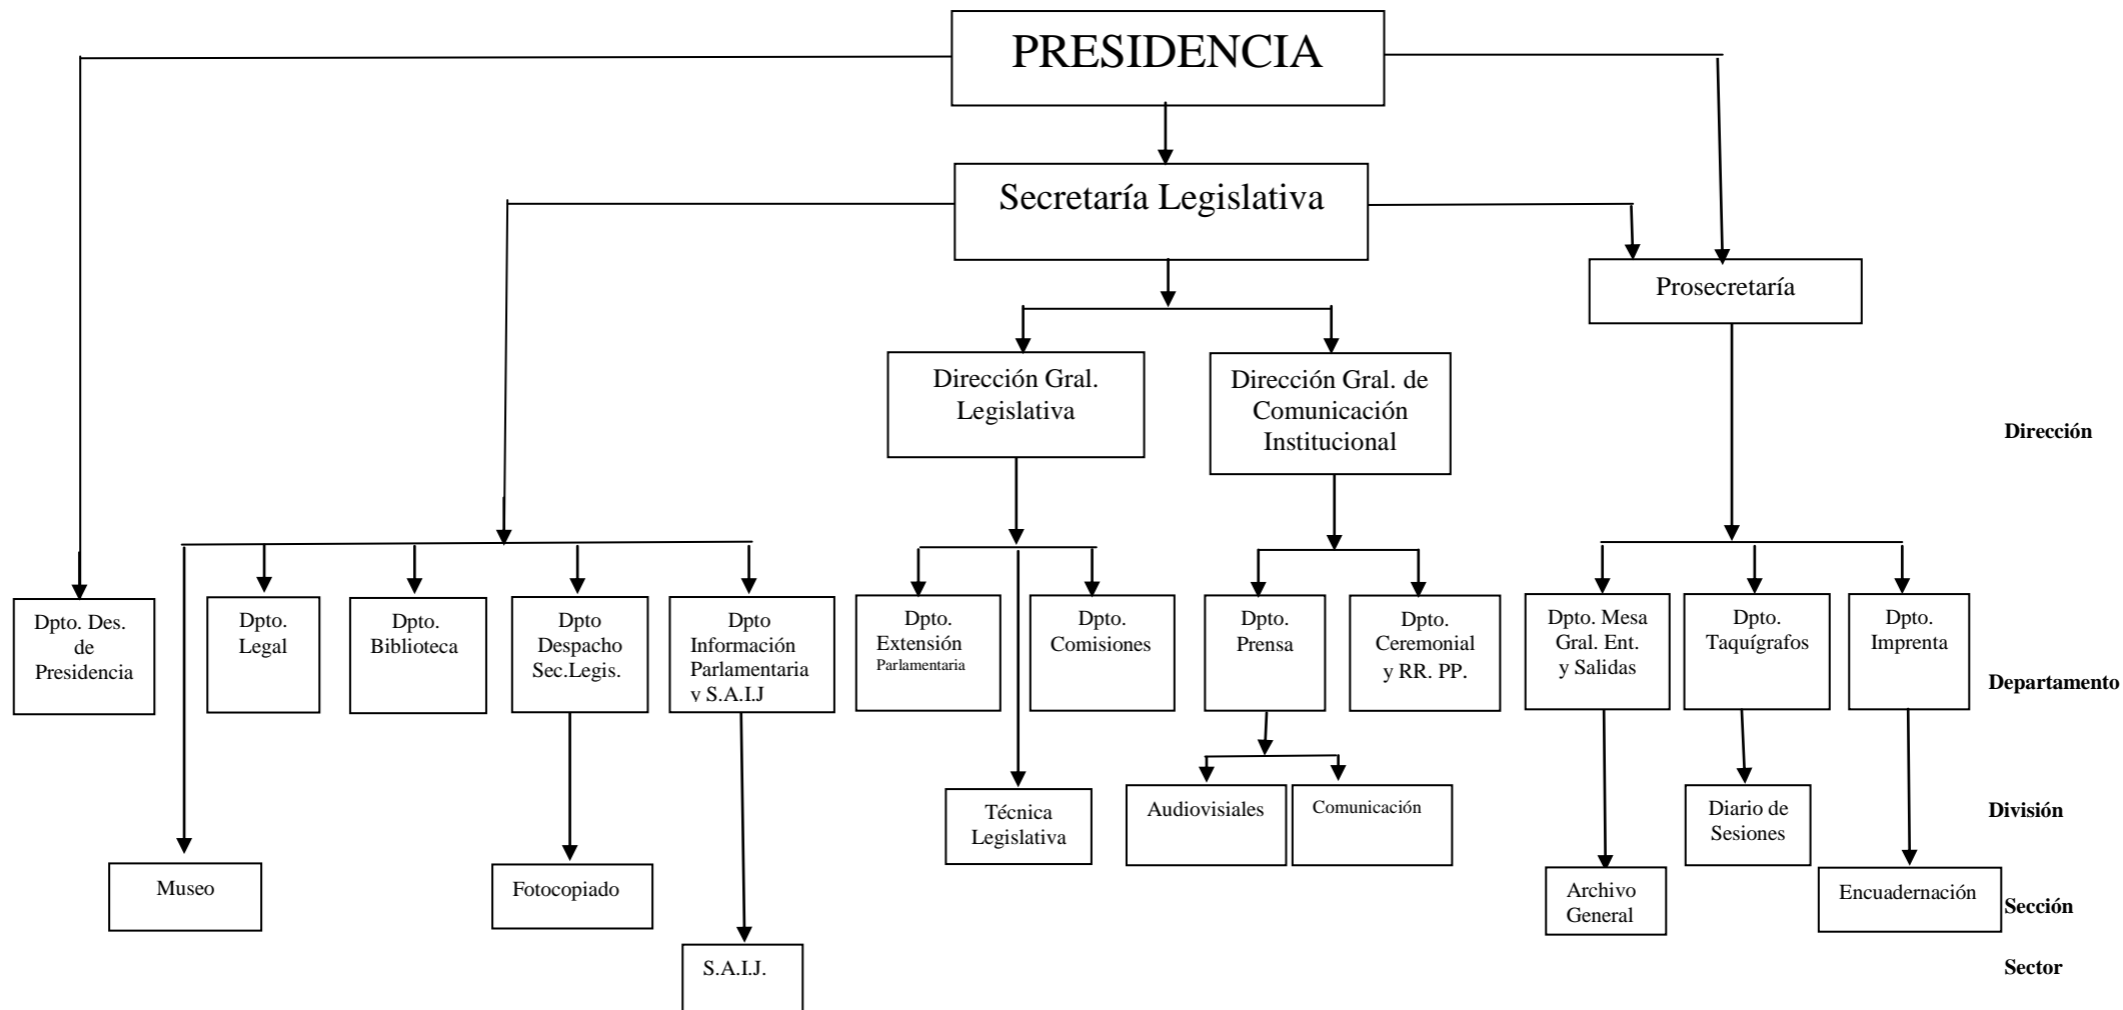 PRESIDENCIA
Secretaría Legislativa
Prosecretaría
Dirección Gral.
Legislativa
Dirección Gral. de
Comunicación
Institucional
Dirección
Dpto. Des.
de
Presidencia
Dpto.
Legal
Dpto.
Biblioteca
Dpto
Despacho
Sec.Legis.
Dpto
Información
Parlamentaria
y S.A.I.J
Dpto.
Extensión
Parlamentaria
Dpto.
Comisiones
Dpto.
Prensa
Dpto.
Ceremonial
y RR. PP.
Dpto. Mesa
Gral. Ent.
y Salidas
Dpto.
Taquígrafos
Dpto.
Imprenta
Departamento
Técnica
Legislativa
Audiovisiales
Comunicación
Diario de
Sesiones
División
Museo
Fotocopiado
Archivo
General
Encuadernación
Sección
S.A.I.J.
Sector